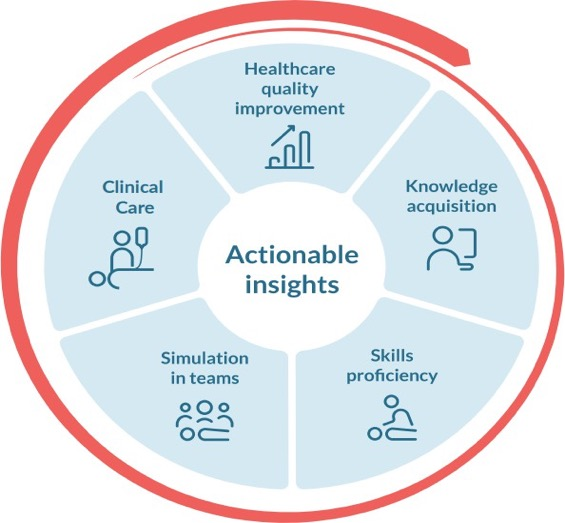 Healthcare
quality
improvement
Knowledge
acquisition
Skills
proficiency
Simulation
in teams
Clinical
Care
Actionable
insights